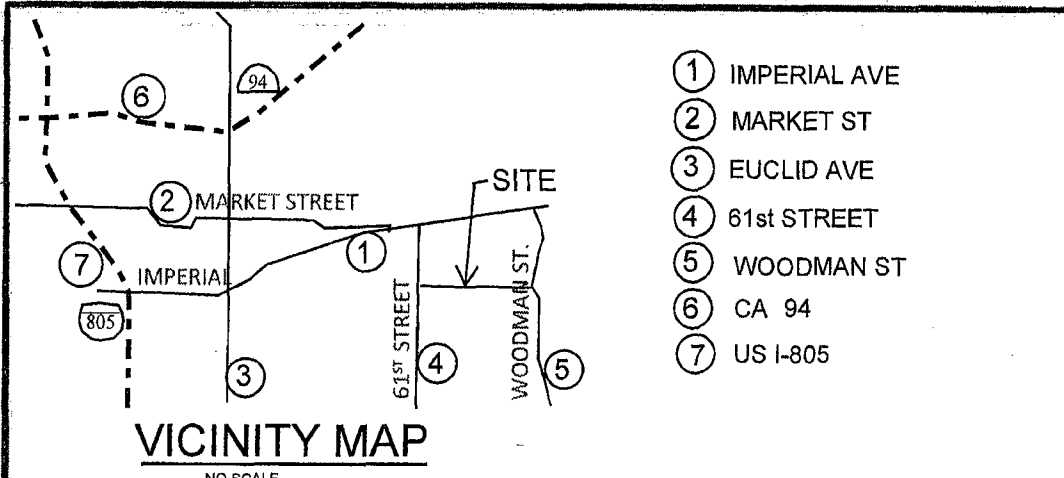 94
6
2 MARKET STREET
SITE
1
7
IMPERIAL
805
3
61ST STREET
4
WOODMAN ST.
5
VICINITY MAP
NO SCALE
1 IMPERIAL AVE
2 MARKET ST
3 EUCLID AVE
4 61st STREET
5 WOODMAN ST
6 CA 94
7 US I-805